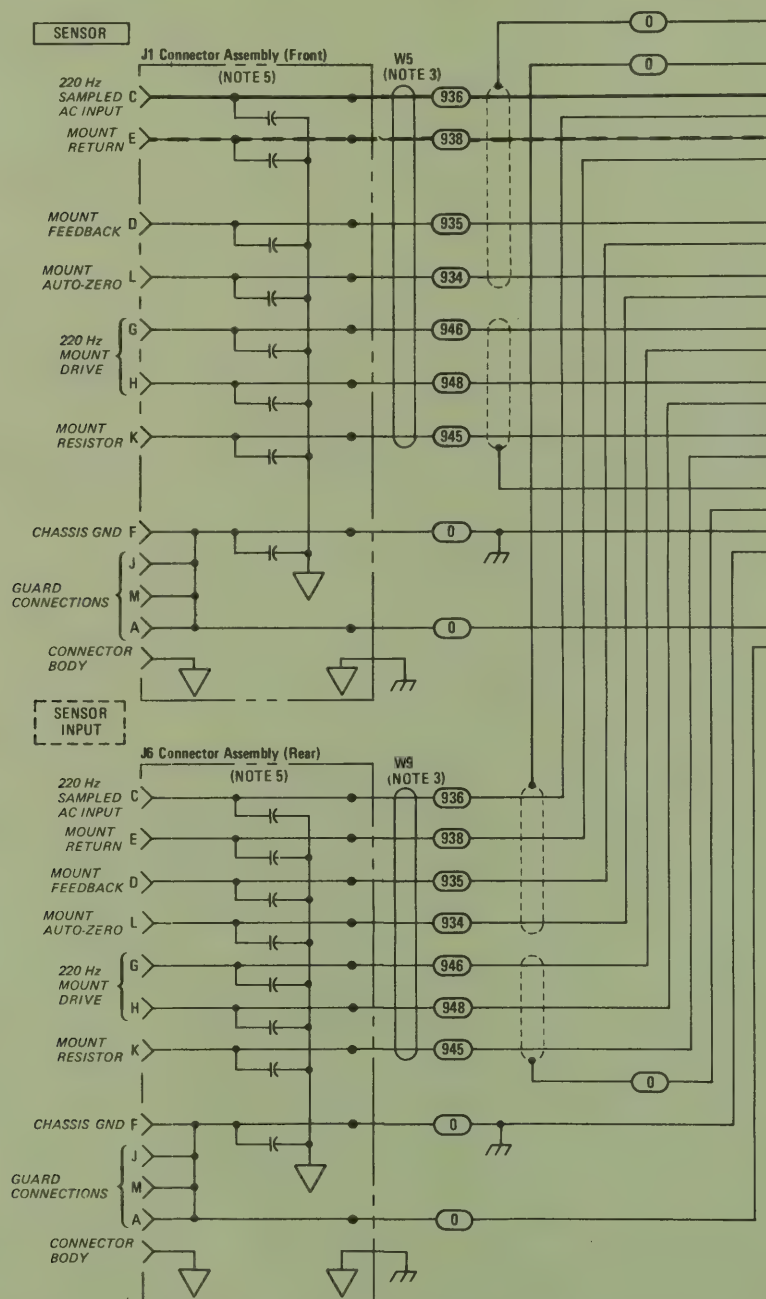 0
SENSOR
0
J1 Connector Assembly (Front)
(NOTE 5)
W5
(NOTE 3)
220 Hz
SAMPLED
AC INPUT
C
936
MOUNT
RETURN
E
938
MOUNT
FEEDBACK
D
935
MOUNT
AUTO-ZERO
L
934
220 Hz
MOUNT
DRIVE
G
946
H
948
MOUNT
RESISTOR
K
945
CHASSIS GND F
0
GUARD
CONNECTIONS
J
M
A
0
CONNECTOR
BODY
SENSOR
INPUT
J6 Connector Assembly (Rear)
(NOTE 5)
W9
(NOTE 3)
220 Hz
SAMPLED
AC INPUT
C
936
MOUNT
RETURN
E
938
MOUNT
FEEDBACK
D
935
MOUNT
AUTO-ZERO
L
934
220 Hz
MOUNT
DRIVE
G
946
H
948
MOUNT
RESISTOR
K
945
0
CHASSIS GND F
0
GUARD
CONNECTIONS
J
M
A
0
CONNECTOR
BODY